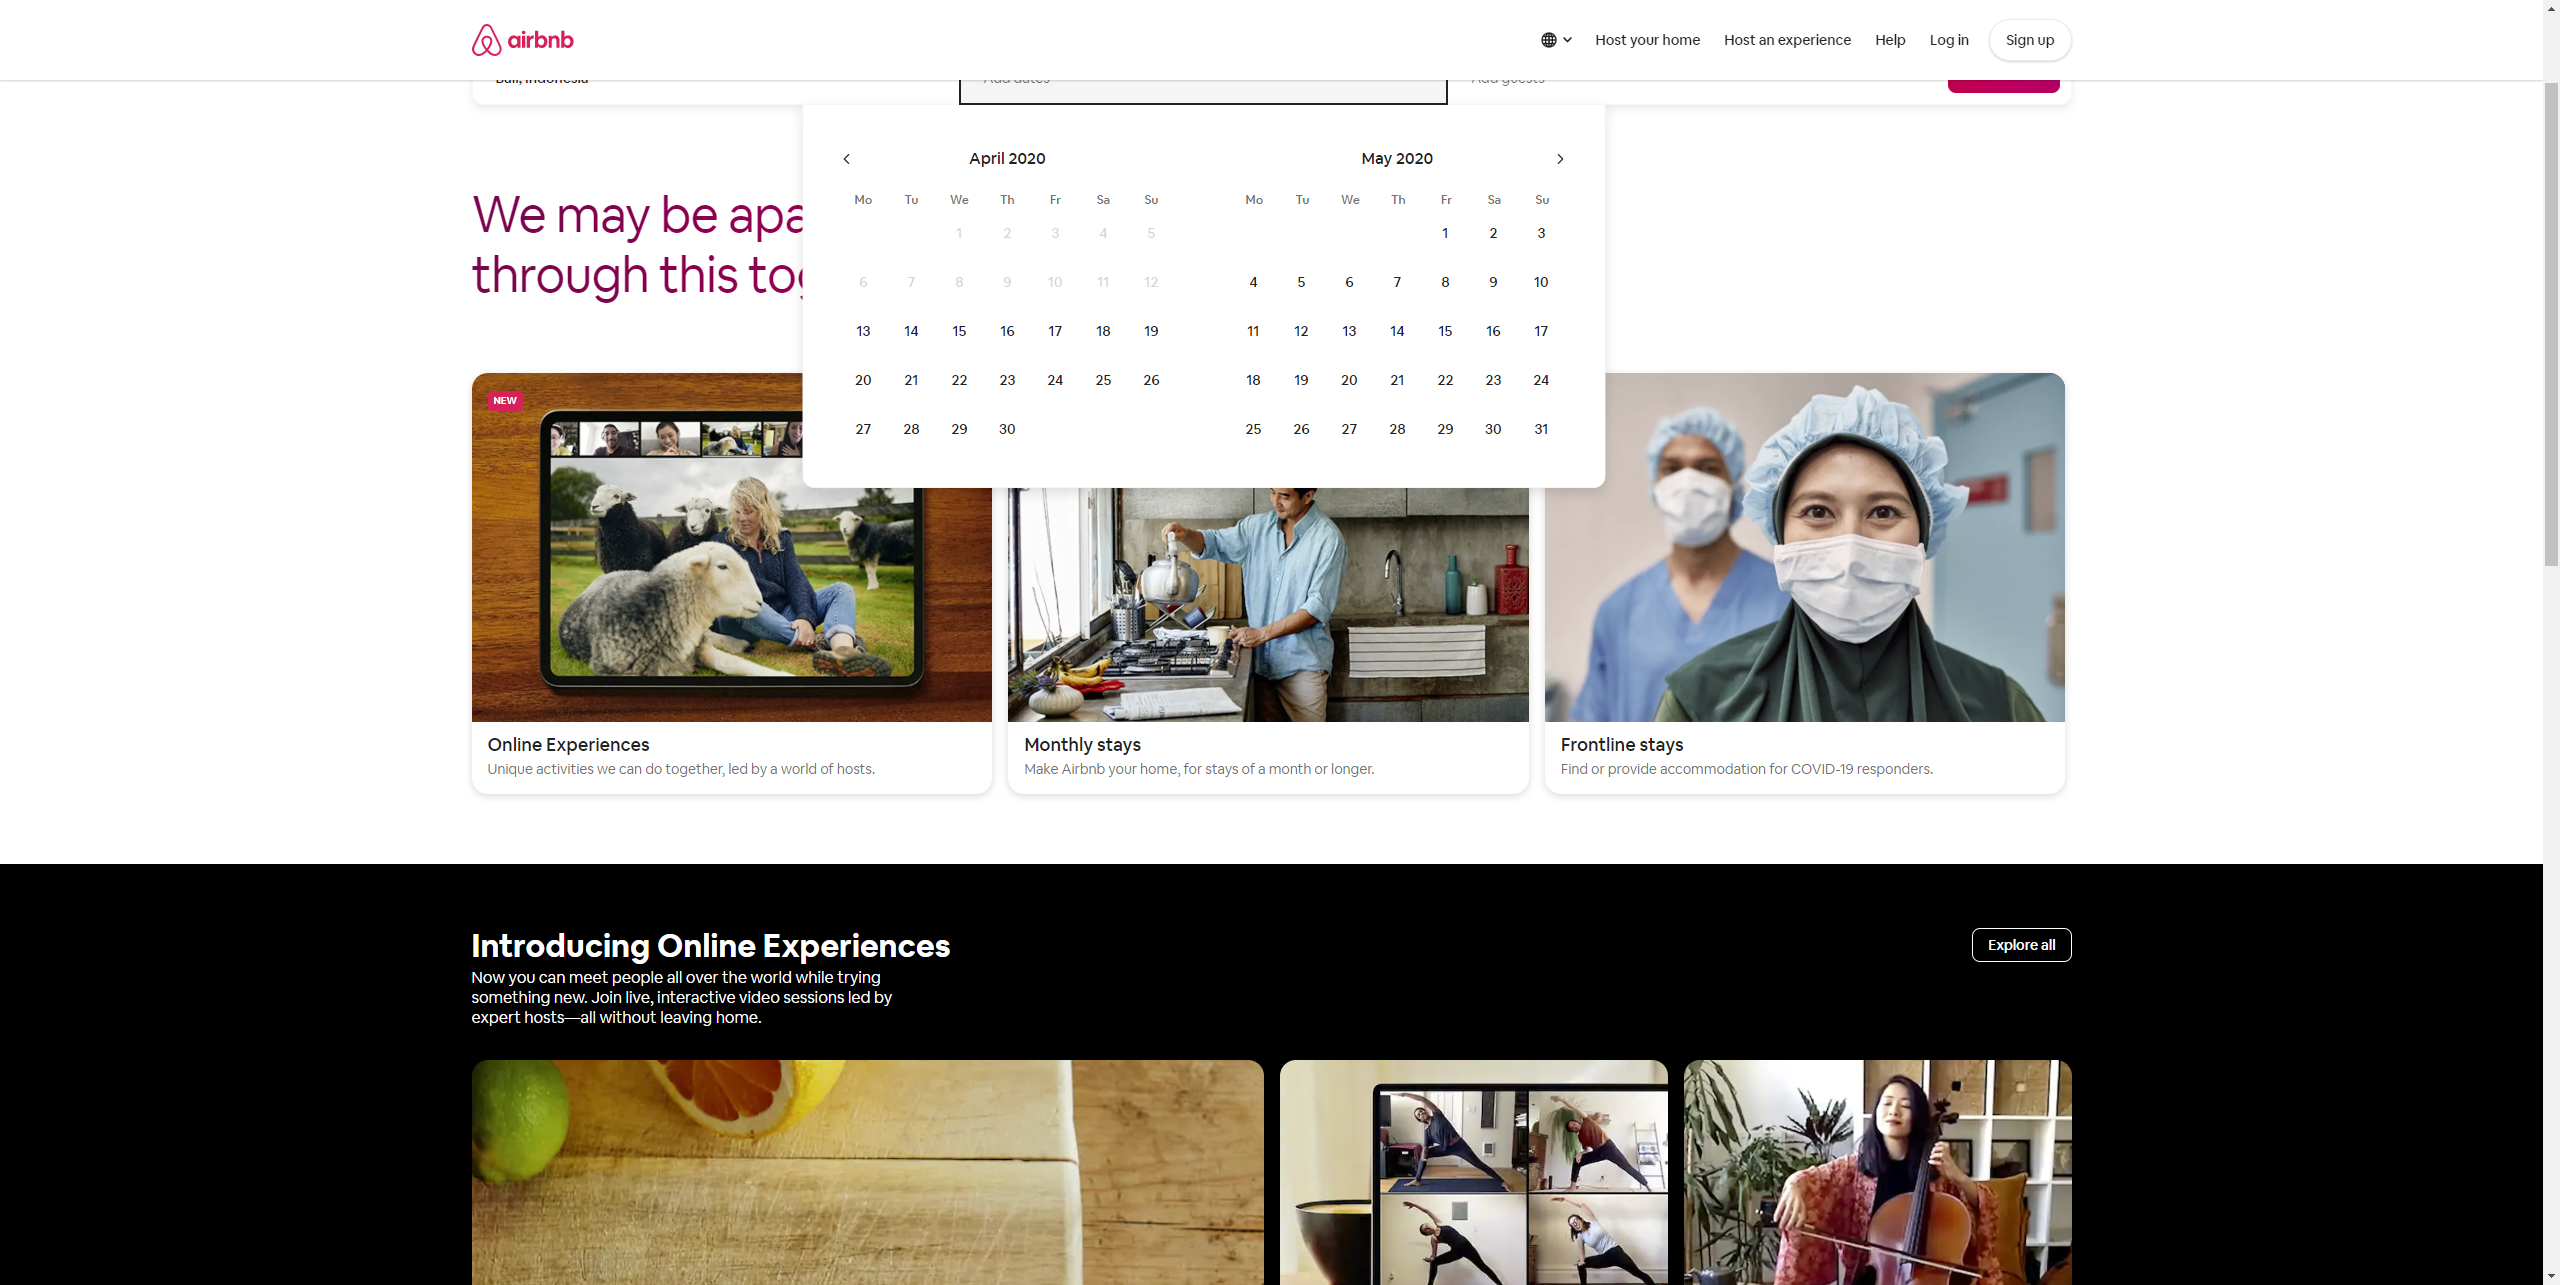 airbnb
Host your home
Host an experience
Help
Log in
Sign up
Bali, Indonesia
Add dates
Add guests
April 2020
May 2020
Mo Tu We Th Fr Sa Su
1 2 3 4 5
6 7 8 9 10 11 12
13 14 15 16 17 18 19
20 21 22 23 24 25 26
27 28 29 30
Mo Tu We Th Fr Sa Su
1 2 3
4 5 6 7 8 9 10
11 12 13 14 15 16 17
18 19 20 21 22 23 24
25 26 27 28 29 30 31
We may be apa
through this tog
NEW
Online Experiences
Unique activities we can do together, led by a world of hosts.
Monthly stays
Make Airbnb your home, for stays of a month or longer.
Frontline stays
Find or provide accommodation for COVID-19 responders.
Introducing Online Experiences
Now you can meet people all over the world while trying
something new. Join live, interactive video sessions led by
expert hosts—all without leaving home.
Explore all